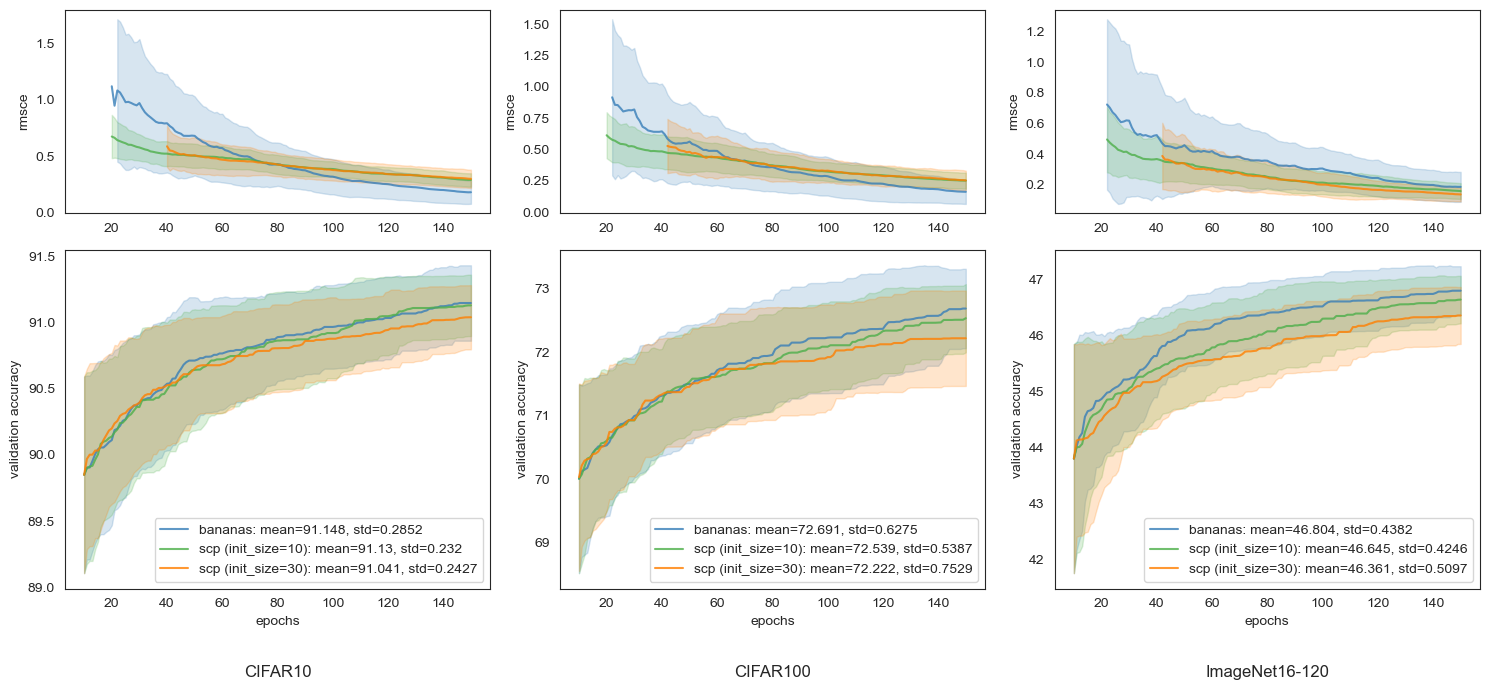 rmsce
1.5
1.0
0.5
0.0
20 40 60 80 100 120 140
rmsce
1.50
1.25
1.00
0.75
0.50
0.25
0.00
20 40 60 80 100 120 140
rmsce
1.2
1.0
0.8
0.6
0.4
0.2
20 40 60 80 100 120 140
validation accuracy
91.5
91.0
90.5
90.0
89.5
89.0
bananas: mean=91.148, std=0.2852
scp (init_size=10): mean=91.13, std=0.232
scp (init_size=30): mean=91.041, std=0.2427
20 40 60 80 100 120 140
epochs
CIFAR10
validation accuracy
73
72
71
70
69
bananas: mean=72.691, std=0.6275
scp (init_size=10): mean=72.539, std=0.5387
scp (init_size=30): mean=72.222, std=0.7529
20 40 60 80 100 120 140
epochs
CIFAR100
validation accuracy
47
46
45
44
43
42
bananas: mean=46.804, std=0.4382
scp (init_size=10): mean=46.645, std=0.4246
scp (init_size=30): mean=46.361, std=0.5097
20 40 60 80 100 120 140
epochs
ImageNet16-120